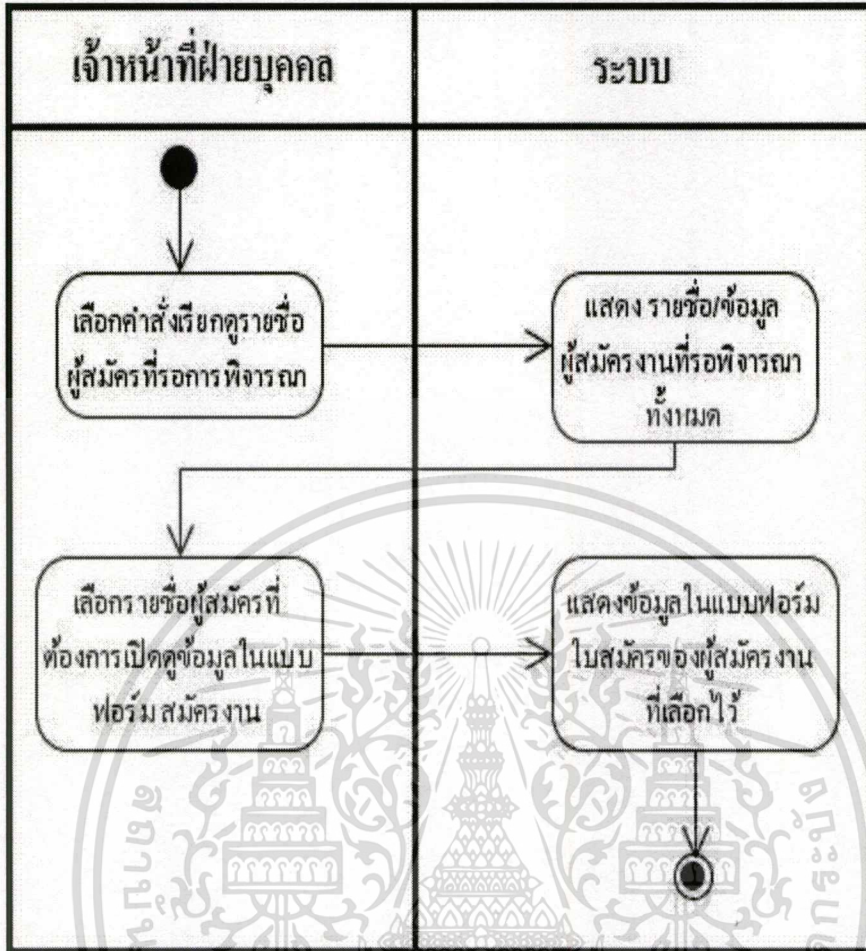 เจ้าหน้าที่ฝ่ายบุคคล
ระบบ
เลือกคำสั่งเรียกดูรายชื่อ
ผู้สมัครที่รอการพิจารณา
แสดง รายชื่อ/ข้อมูล
ผู้สมัครงานที่รอพิจารณา
ทั้งหมด
เลือกรายชื่อผู้สมัครที่
ต้องการเปิดดูข้อมูลในแบบ
ฟอร์ม สมัครงาน
แสดงข้อมูลในแบบฟอร์ม
ใบสมัครของผู้สมัครงาน
ที่เลือกไว้